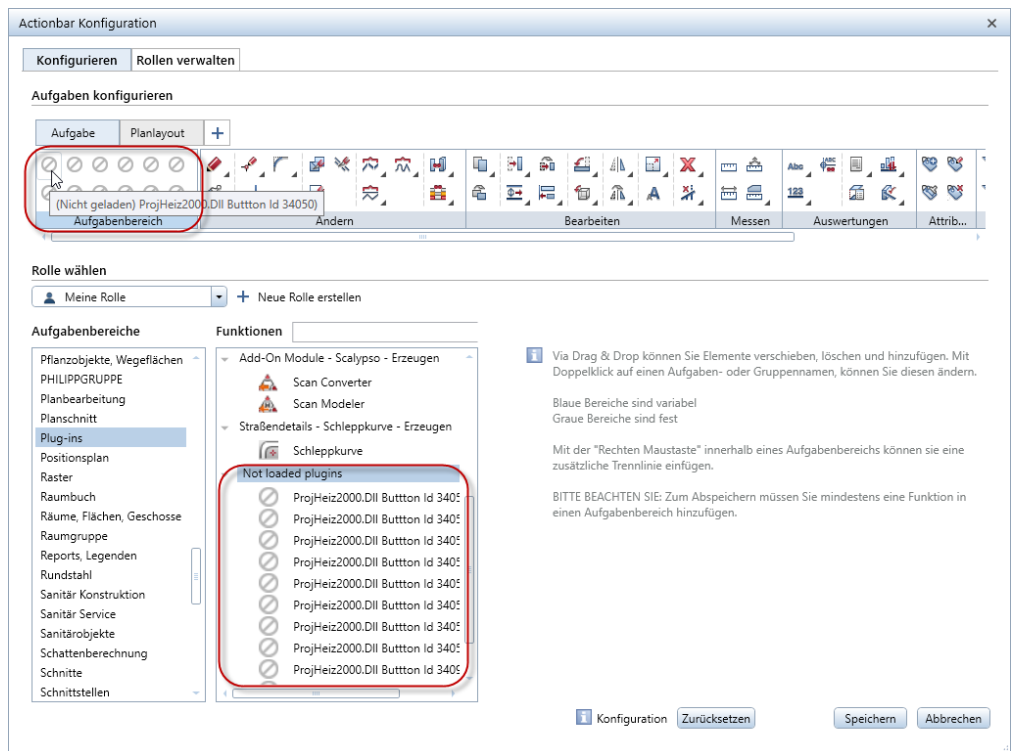 Actionbar Konfiguration
Konfigurieren
Rollen verwalten
Aufgaben konfigurieren
Aufgabe
Planlayout
Abc
ABC
123
(Nicht geladen) ProjHeiz2000.Dll Buttton Id 34050)
Aufgabenbereich
Ändern
Bearbeiten
Messen
Auswertungen
Attrib...
Rolle wählen
Meine Rolle
Neue Rolle erstellen
Aufgabenbereiche
Pflanzobjekte, Wegeflächen
PHILIPPGRUPPE
Planbearbeitung
Planschnitt
Plug-ins
Positionsplan
Raster
Raumbuch
Räume, Flächen, Geschosse
Raumgruppe
Reports, Legenden
Rundstahl
Sanitär Konstruktion
Sanitär Service
Sanitärobjekte
Schattenberechnung
Schnitte
Schnittstellen
Funktionen
Add-On Module - Scalypso - Erzeugen
Scan Converter
Scan Modeler
Straßendetails - Schleppkurve - Erzeugen
Schleppkurve
Not loaded plugins
ProjHeiz2000.Dll Buttton Id 3405
ProjHeiz2000.Dll Buttton Id 3405
ProjHeiz2000.Dll Buttton Id 3405
ProjHeiz2000.Dll Buttton Id 3405
ProjHeiz2000.Dll Buttton Id 3405
ProjHeiz2000.Dll Buttton Id 3405
ProjHeiz2000.Dll Buttton Id 3405
ProjHeiz2000.Dll Buttton Id 3405
ProjHeiz2000.Dll Buttton Id 3409
Via Drag & Drop können Sie Elemente verschieben, löschen und hinzufügen. Mit
Doppelklick auf einen Aufgaben- oder Gruppennamen, können Sie diesen ändern.
Blaue Bereiche sind variabel
Graue Bereiche sind fest
Mit der "Rechten Maustaste" innerhalb eines Aufgabenbereichs können sie eine
zusätzliche Trennlinie einfügen.
BITTE BEACHTEN SIE: Zum Abspeichern müssen Sie mindestens eine Funktion in
einen Aufgabenbereich hinzufügen.
Konfiguration
Zurücksetzen
Speichern
Abbrechen